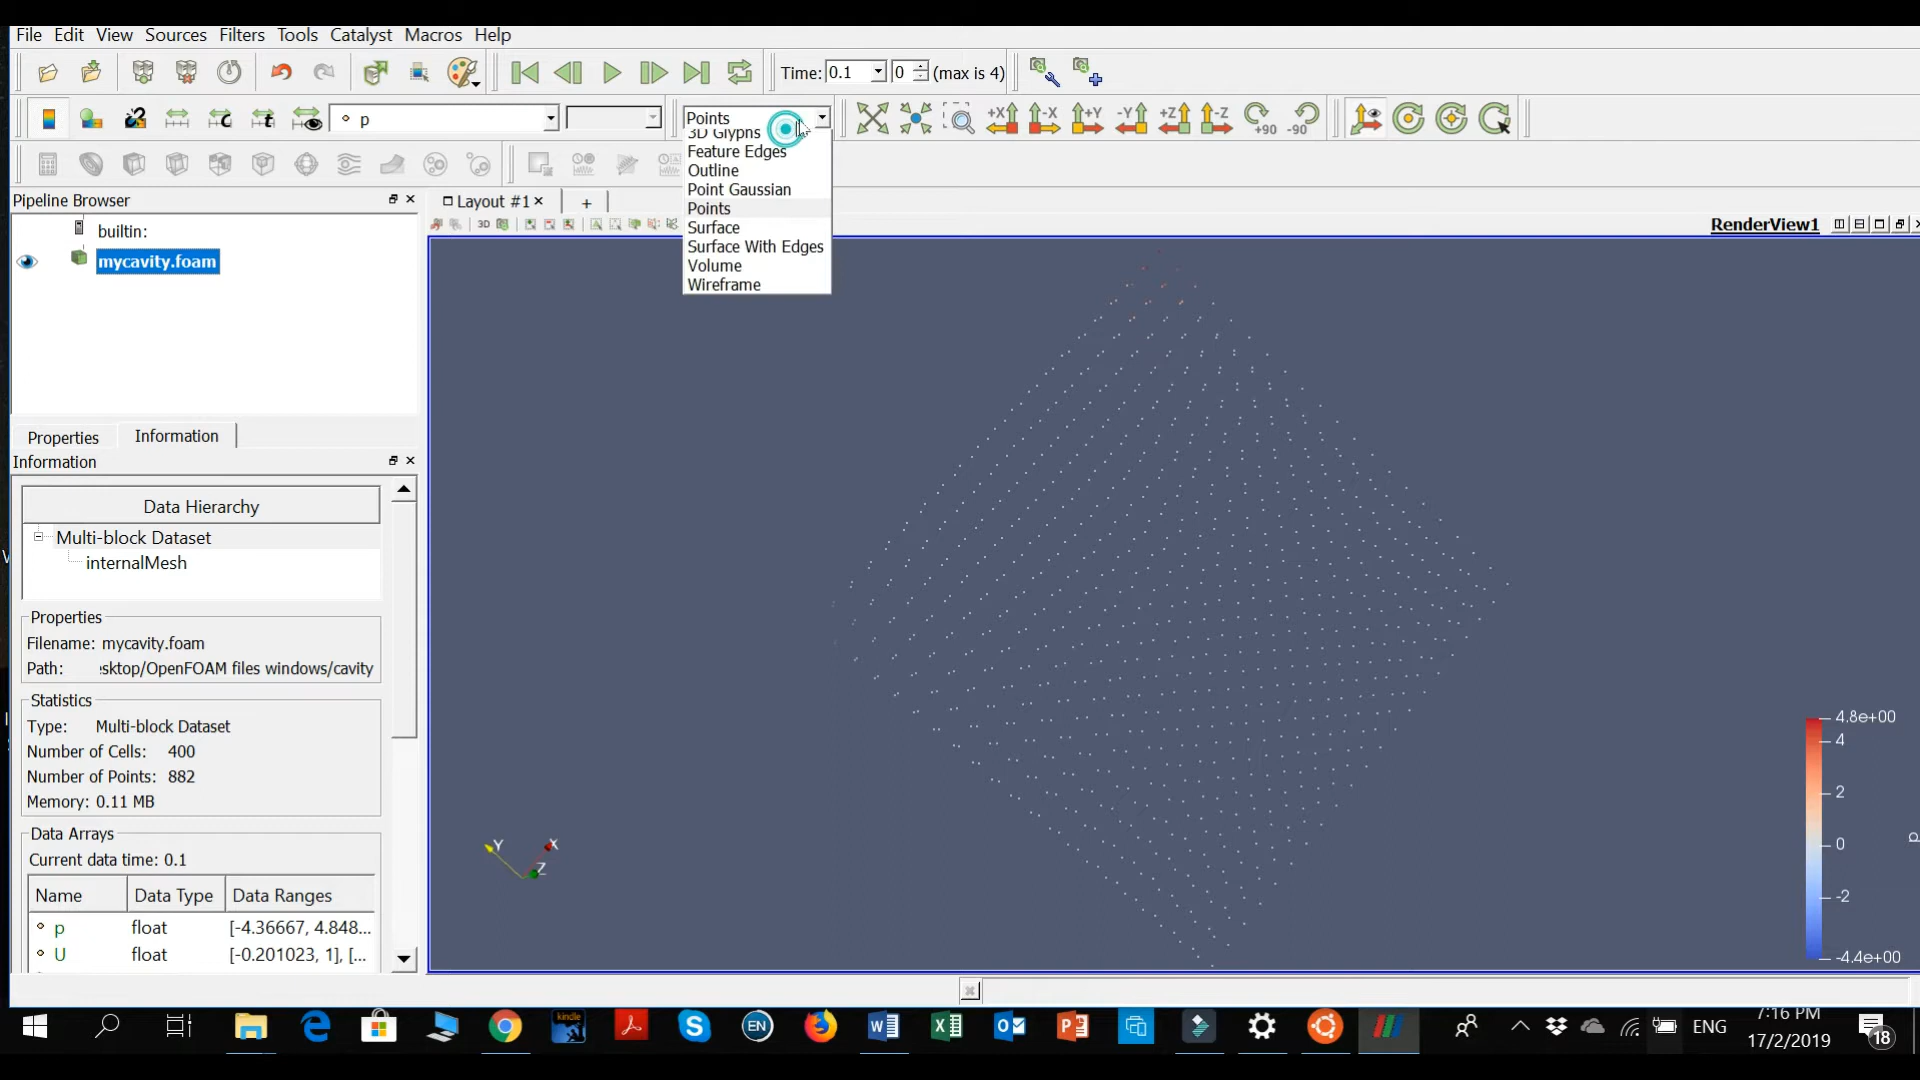 File Edit View Sources Filters Tools Catalyst Macros Help
Time: 0.1 0 (max is 4)
p Points +X -X +Y -Y +Z -Z +90 -90
3D Glyphs
Feature Edges
Outline
Point Gaussian
Points
Surface
Surface With Edges
Volume
Wireframe
Pipeline Browser
builtin:
mycavity.foam
Layout #1 +
3D
RenderView1
Properties Information
Information
Data Hierarchy
Multi-block Dataset
internalMesh
Properties
Filename: mycavity.foam
Path: :sktop/OpenFOAM files windows/cavity
Statistics
Type: Multi-block Dataset
Number of Cells: 400
Number of Points: 882
Memory: 0.11 MB
Data Arrays
Current data time: 0.1
Name Data Type Data Ranges
p float [-4.36667, 4.848...
U float [-0.201023, 1], [...
Y X
Z
4.8e+00
4
2
0
-2
-4.4e+00
p
kindle
EN
ENG
7:16 PM
17/2/2019
18